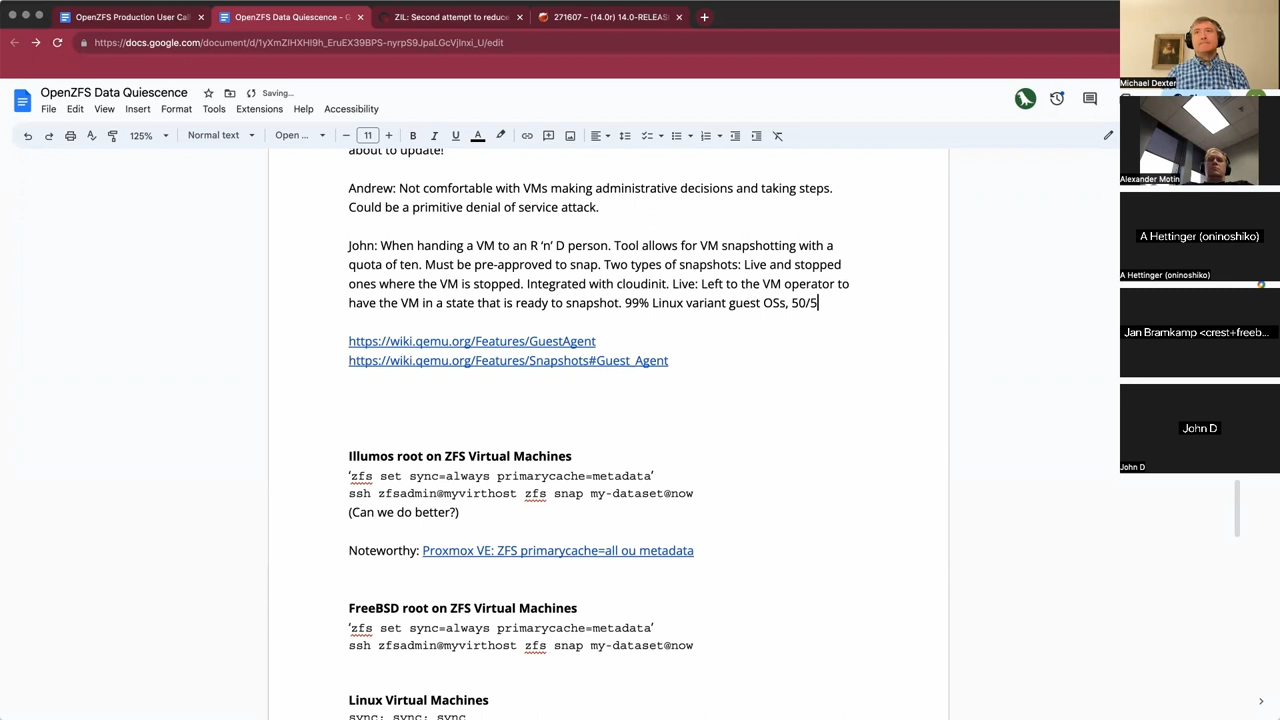 OpenZFS Production User Cal
OpenZFS Data Quiescence - G
ZIL: Second attempt to reduc
271607 – (14.0r) 14.0-RELEAS
https://docs.google.com/document/d/1yXmZIHXHI9h_EruEX39BPS-nyrpS9JpaLGcVjlnxi_U/edit
OpenZFS Data Quiescence
Saving...
File Edit View Insert Format Tools Extensions Help Accessibility
125% Normal text Open ... 11 B I U A
about to update!
Andrew: Not comfortable with VMs making administrative decisions and taking steps.
Could be a primitive denial of service attack.
John: When handing a VM to an R ‘n’ D person. Tool allows for VM snapshotting with a
quota of ten. Must be pre-approved to snap. Two types of snapshots: Live and stopped
ones where the VM is stopped. Integrated with cloudinit. Live: Left to the VM operator to
have the VM in a state that is ready to snapshot. 99% Linux variant guest OSs, 50/5
https://wiki.qemu.org/Features/GuestAgent
https://wiki.qemu.org/Features/Snapshots#Guest_Agent
Illumos root on ZFS Virtual Machines
‘zfs set sync=always primarycache=metadata’
ssh zfsadmin@myvirthost zfs snap my-dataset@now
(Can we do better?)
Noteworthy: Proxmox VE: ZFS primarycache=all ou metadata
FreeBSD root on ZFS Virtual Machines
‘zfs set sync=always primarycache=metadata’
ssh zfsadmin@myvirthost zfs snap my-dataset@now
Linux Virtual Machines
sync; sync; sync
Michael Dexter
Alexander Motin
A Hettinger (oninoshiko)
A Hettinger (oninoshiko)
Jan Bramkamp <crest+freeb...
John D
John D